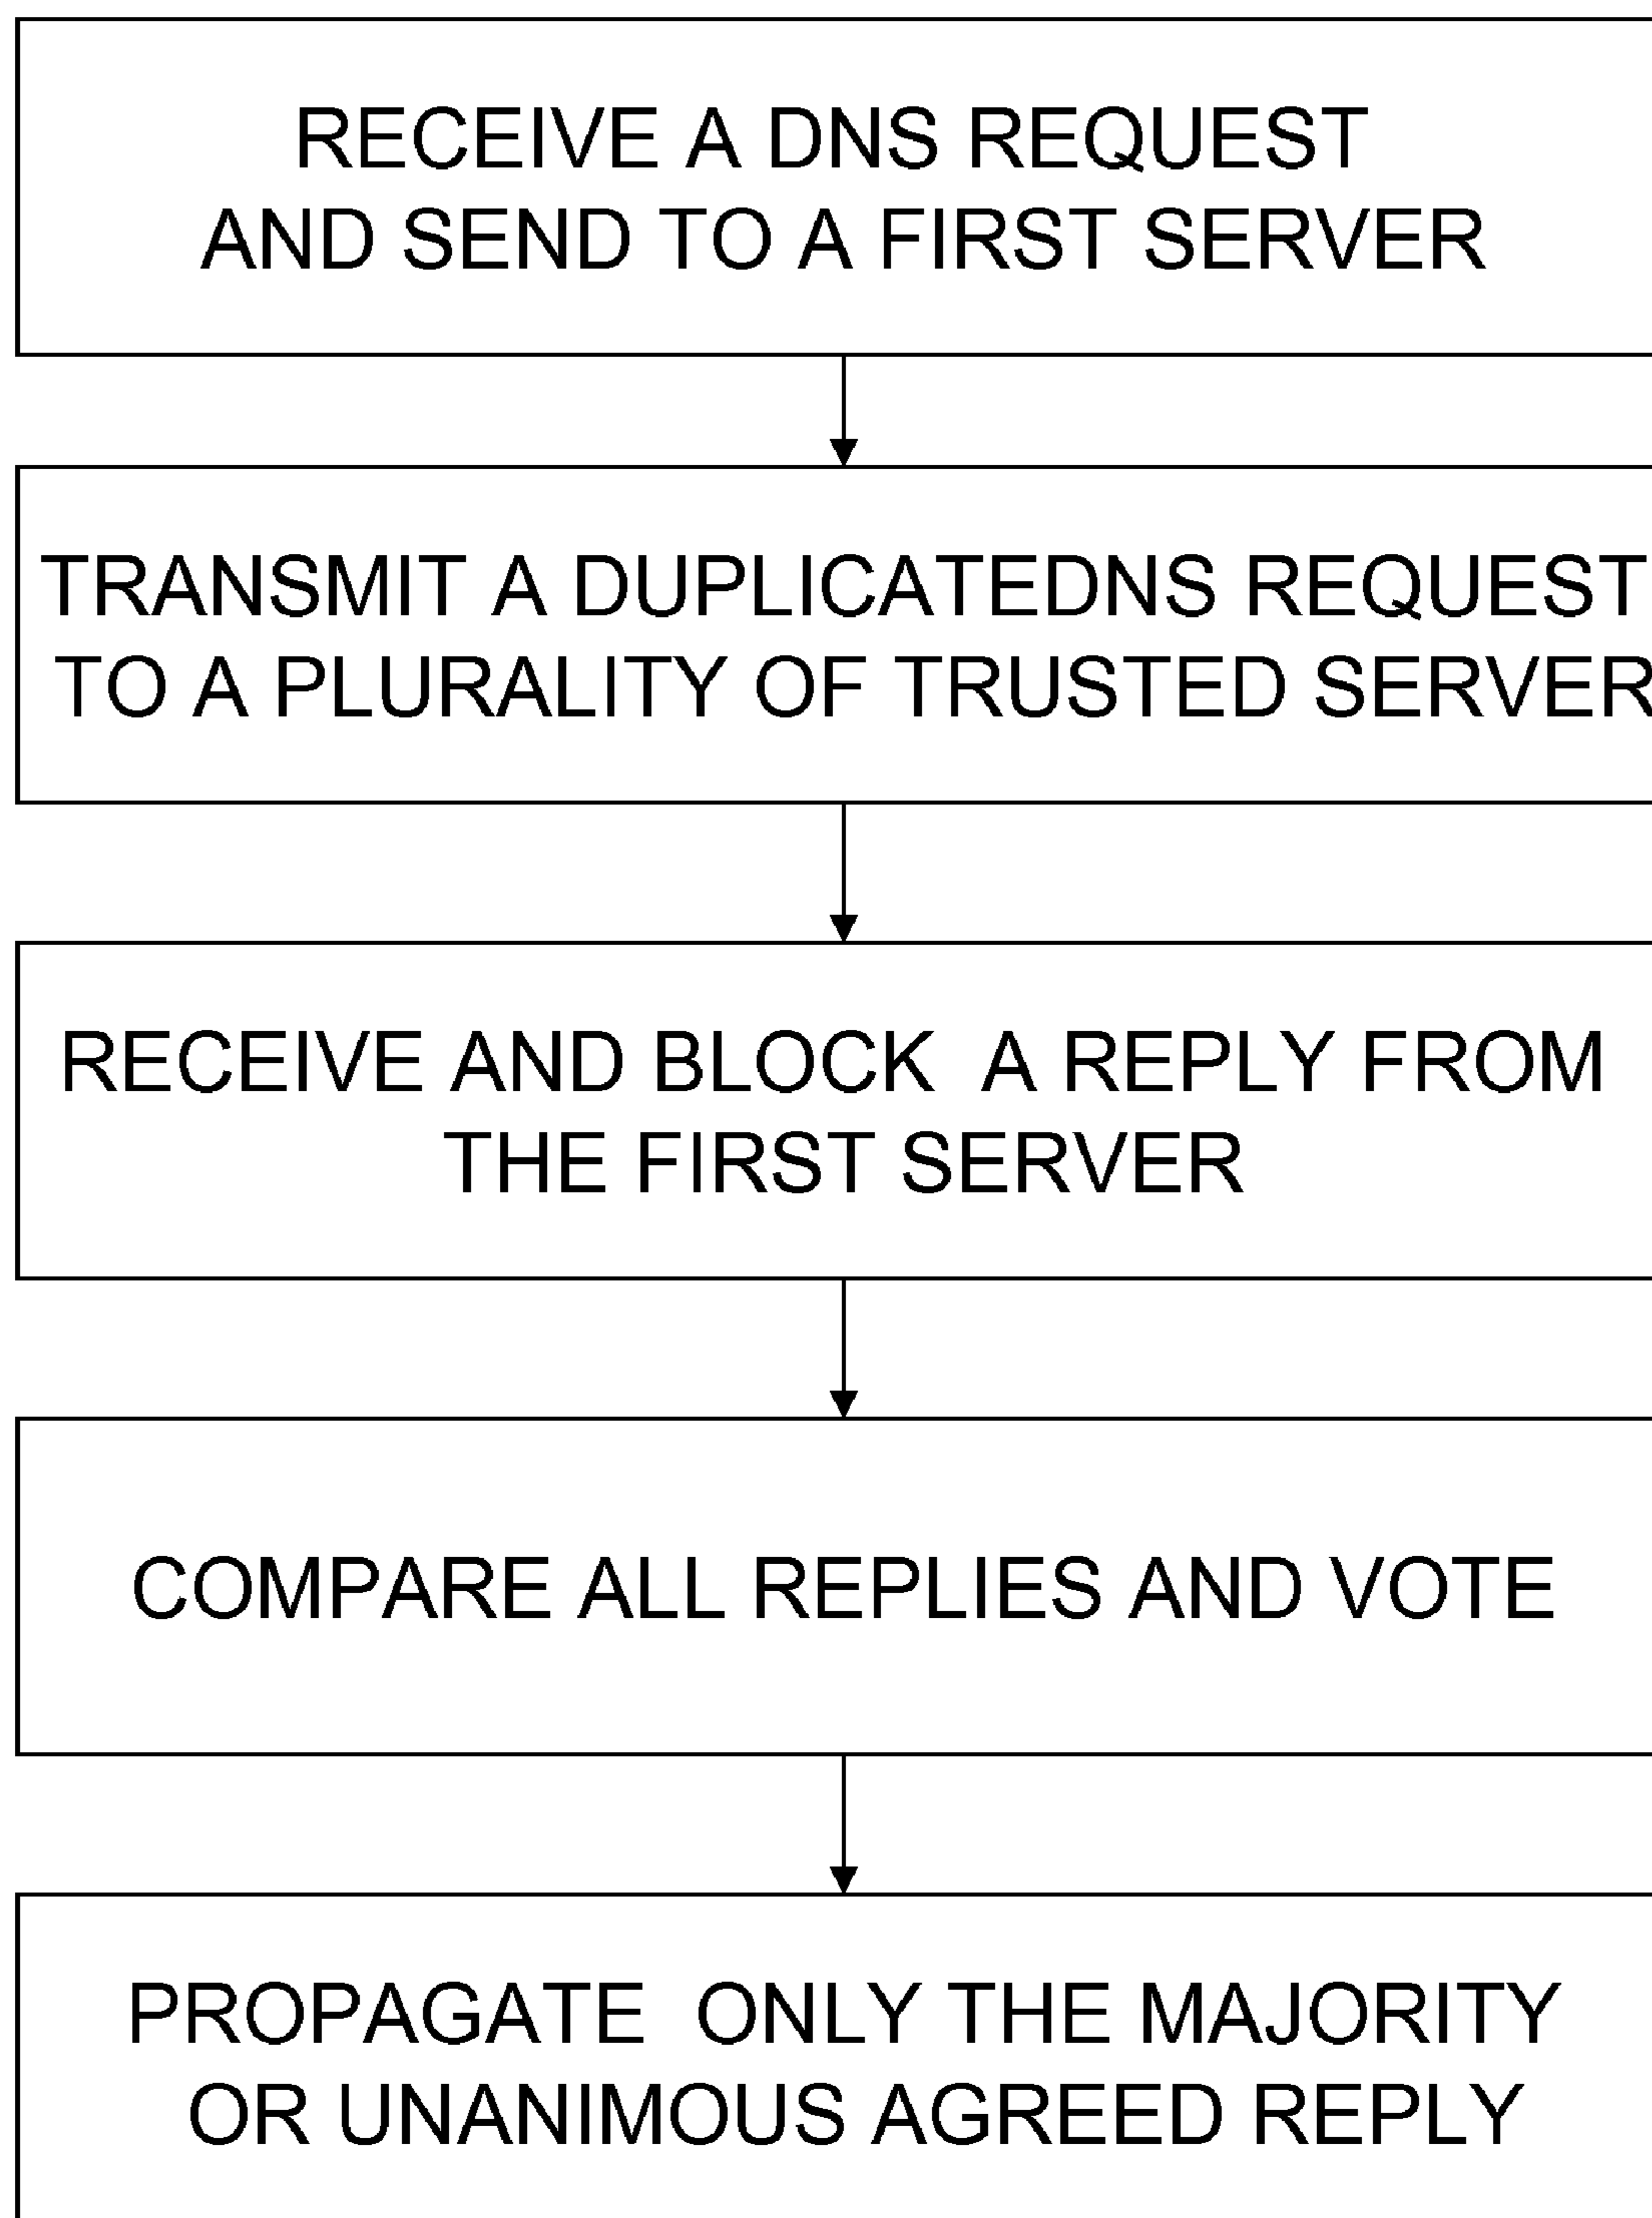 RECEIVE A DNS REQUEST
AND SEND TO A FIRST SERVER
TRANSMIT A DUPLICATEDNS REQUEST
TO A PLURALITY OF TRUSTED SERVER
RECEIVE AND BLOCK A REPLY FROM
THE FIRST SERVER
COMPARE ALL REPLIES AND VOTE
PROPAGATE ONLY THE MAJORITY
OR UNANIMOUS AGREED REPLY